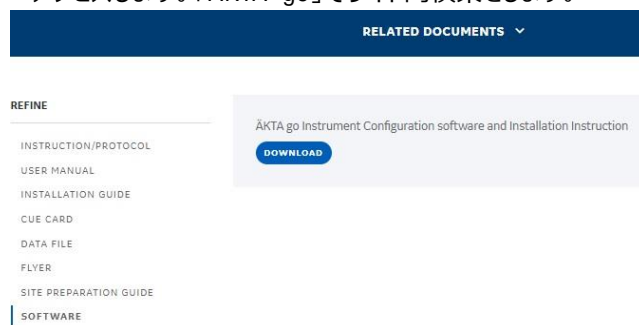 RELATED DOCUMENTS
REFINE
INSTRUCTION/PROTOCOL
USER MANUAL
INSTALLATION GUIDE
CUE CARD
DATA FILE
FLYER
SITE PREPARATION GUIDE
SOFTWARE
ÄKTA go Instrument Configuration software and Installation Instruction
DOWNLOAD